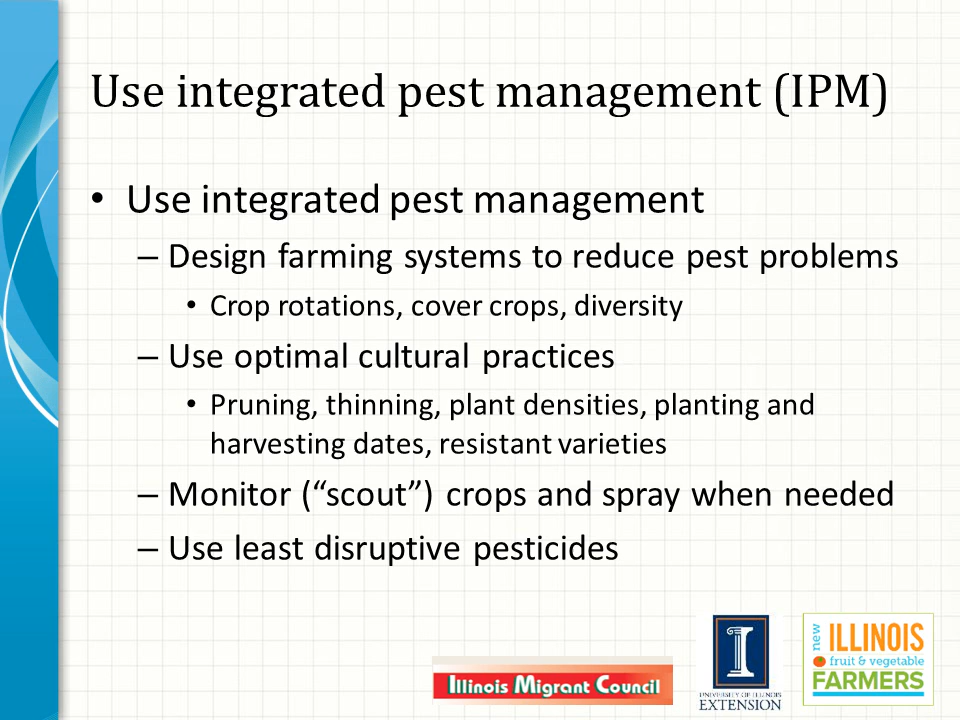 Use integrated pest management (IPM)
• Use integrated pest management
– Design farming systems to reduce pest problems
• Crop rotations, cover crops, diversity
– Use optimal cultural practices
• Pruning, thinning, plant densities, planting and
harvesting dates, resistant varieties
– Monitor (“scout”) crops and spray when needed
– Use least disruptive pesticides
Illinois Migrant Council
I
UNIVERSITY OF ILLINOIS
EXTENSION
new
ILLINOIS
fruit & vegetable
FARMERS